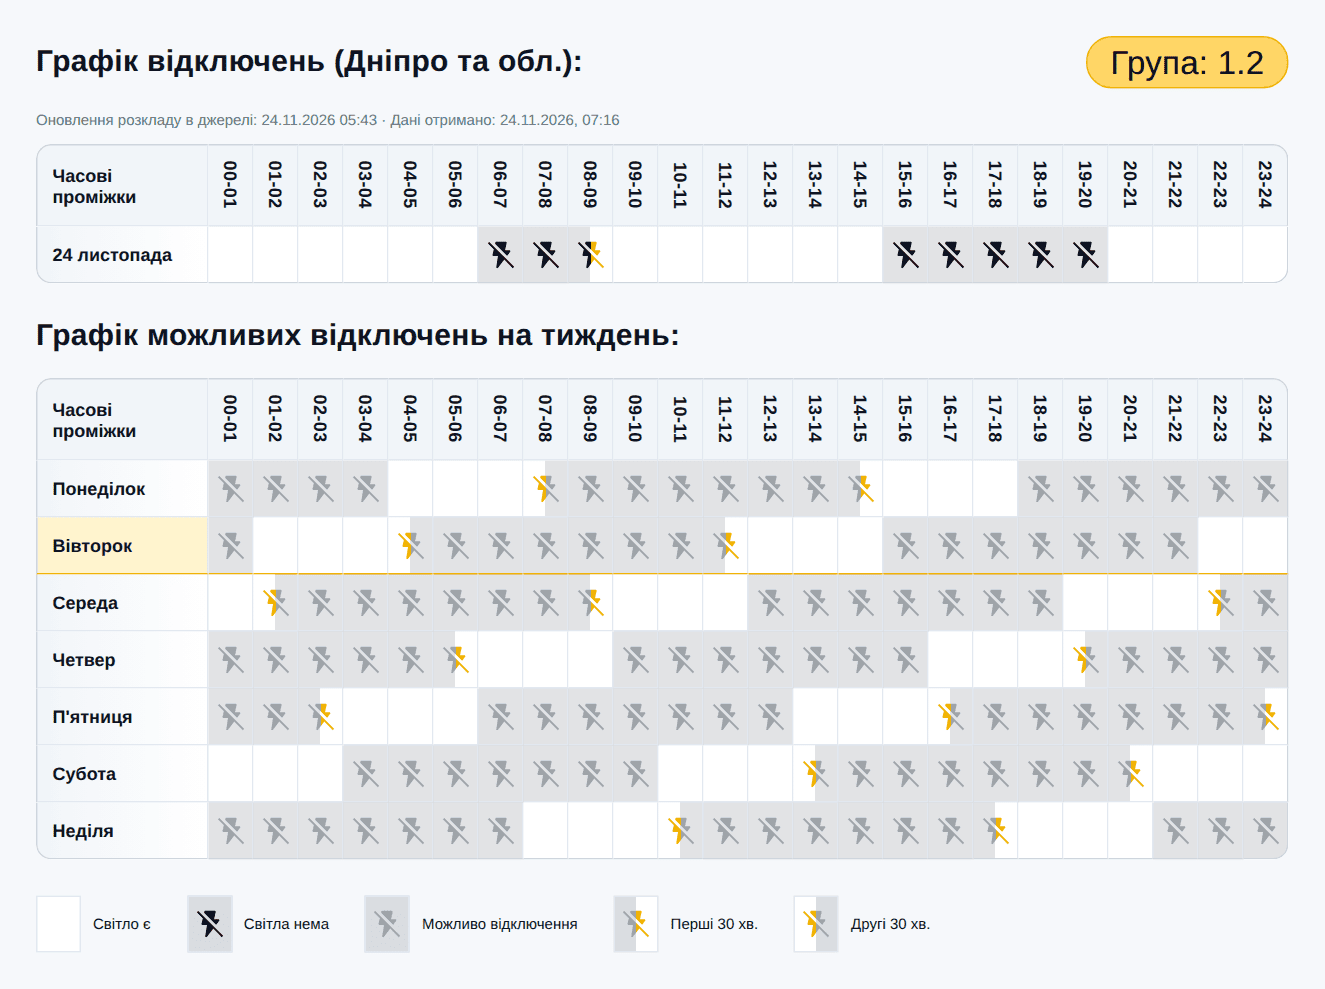 Графік відключень (Дніпро та обл.):
Група: 1.2
Оновлення розкладу в джерелі: 24.11.2026 05:43 · Дані отримано: 24.11.2026, 07:16
Часові проміжки 00-01 01-02 02-03 03-04 04-05 05-06 06-07 07-08 08-09 09-10 10-11 11-12 12-13 13-14 14-15 15-16 16-17 17-18 18-19 19-20 20-21 21-22 22-23 23-24
24 листопада
Графік можливих відключень на тиждень:
Часові проміжки 00-01 01-02 02-03 03-04 04-05 05-06 06-07 07-08 08-09 09-10 10-11 11-12 12-13 13-14 14-15 15-16 16-17 17-18 18-19 19-20 20-21 21-22 22-23 23-24
Понеділок
Вівторок
Середа
Четвер
П'ятниця
Субота
Неділя
Світло є Світла нема Можливо відключення Перші 30 хв. Другі 30 хв.